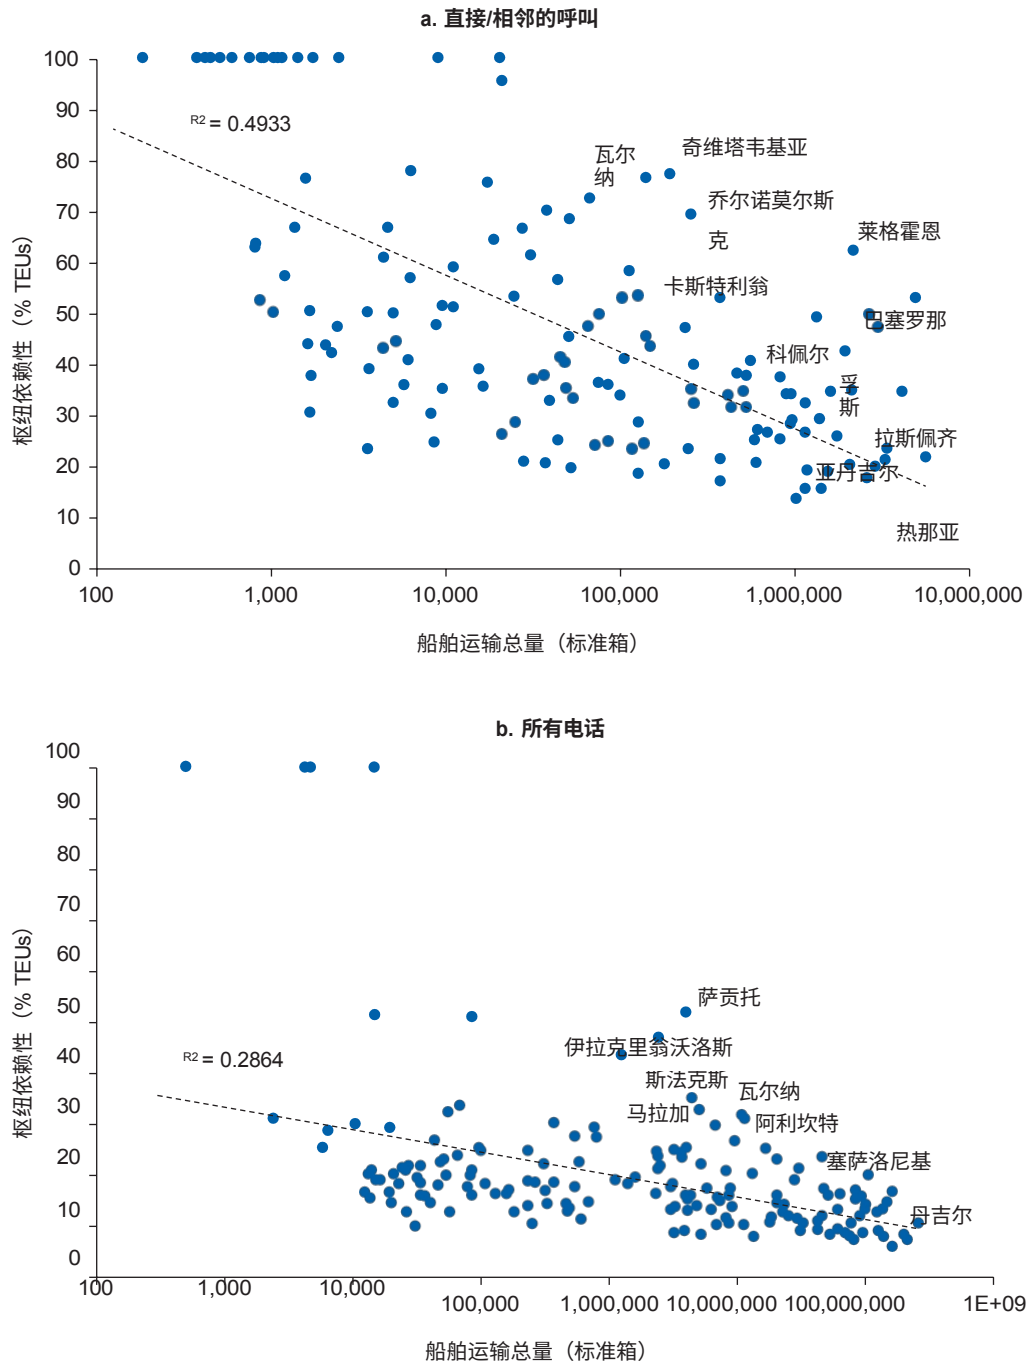 a. 直接/相邻的呼叫
100
90
80
70
60
50
40
30
20
10
0
枢纽依赖性（% TEUs）
R2 = 0.4933
瓦尔
纳
奇维塔韦基亚
乔尔诺莫尔斯
克
莱格霍恩
卡斯特利翁
巴塞罗那
科佩尔
孚
斯
拉斯佩齐
亚丹吉尔
热那亚
100
1,000
10,000
100,000
1,000,000
10,000,000
船舶运输总量（标准箱）
b. 所有电话
100
90
80
70
60
50
40
30
20
10
0
枢纽依赖性（% TEUs）
R2 = 0.2864
萨贡托
伊拉克里翁沃洛斯
斯法克斯
瓦尔纳
马拉加
阿利坎特
塞萨洛尼基
丹吉尔
100
1,000
10,000
100,000
1,000,000
10,000,000
100,000,000
1E+09
船舶运输总量（标准箱）